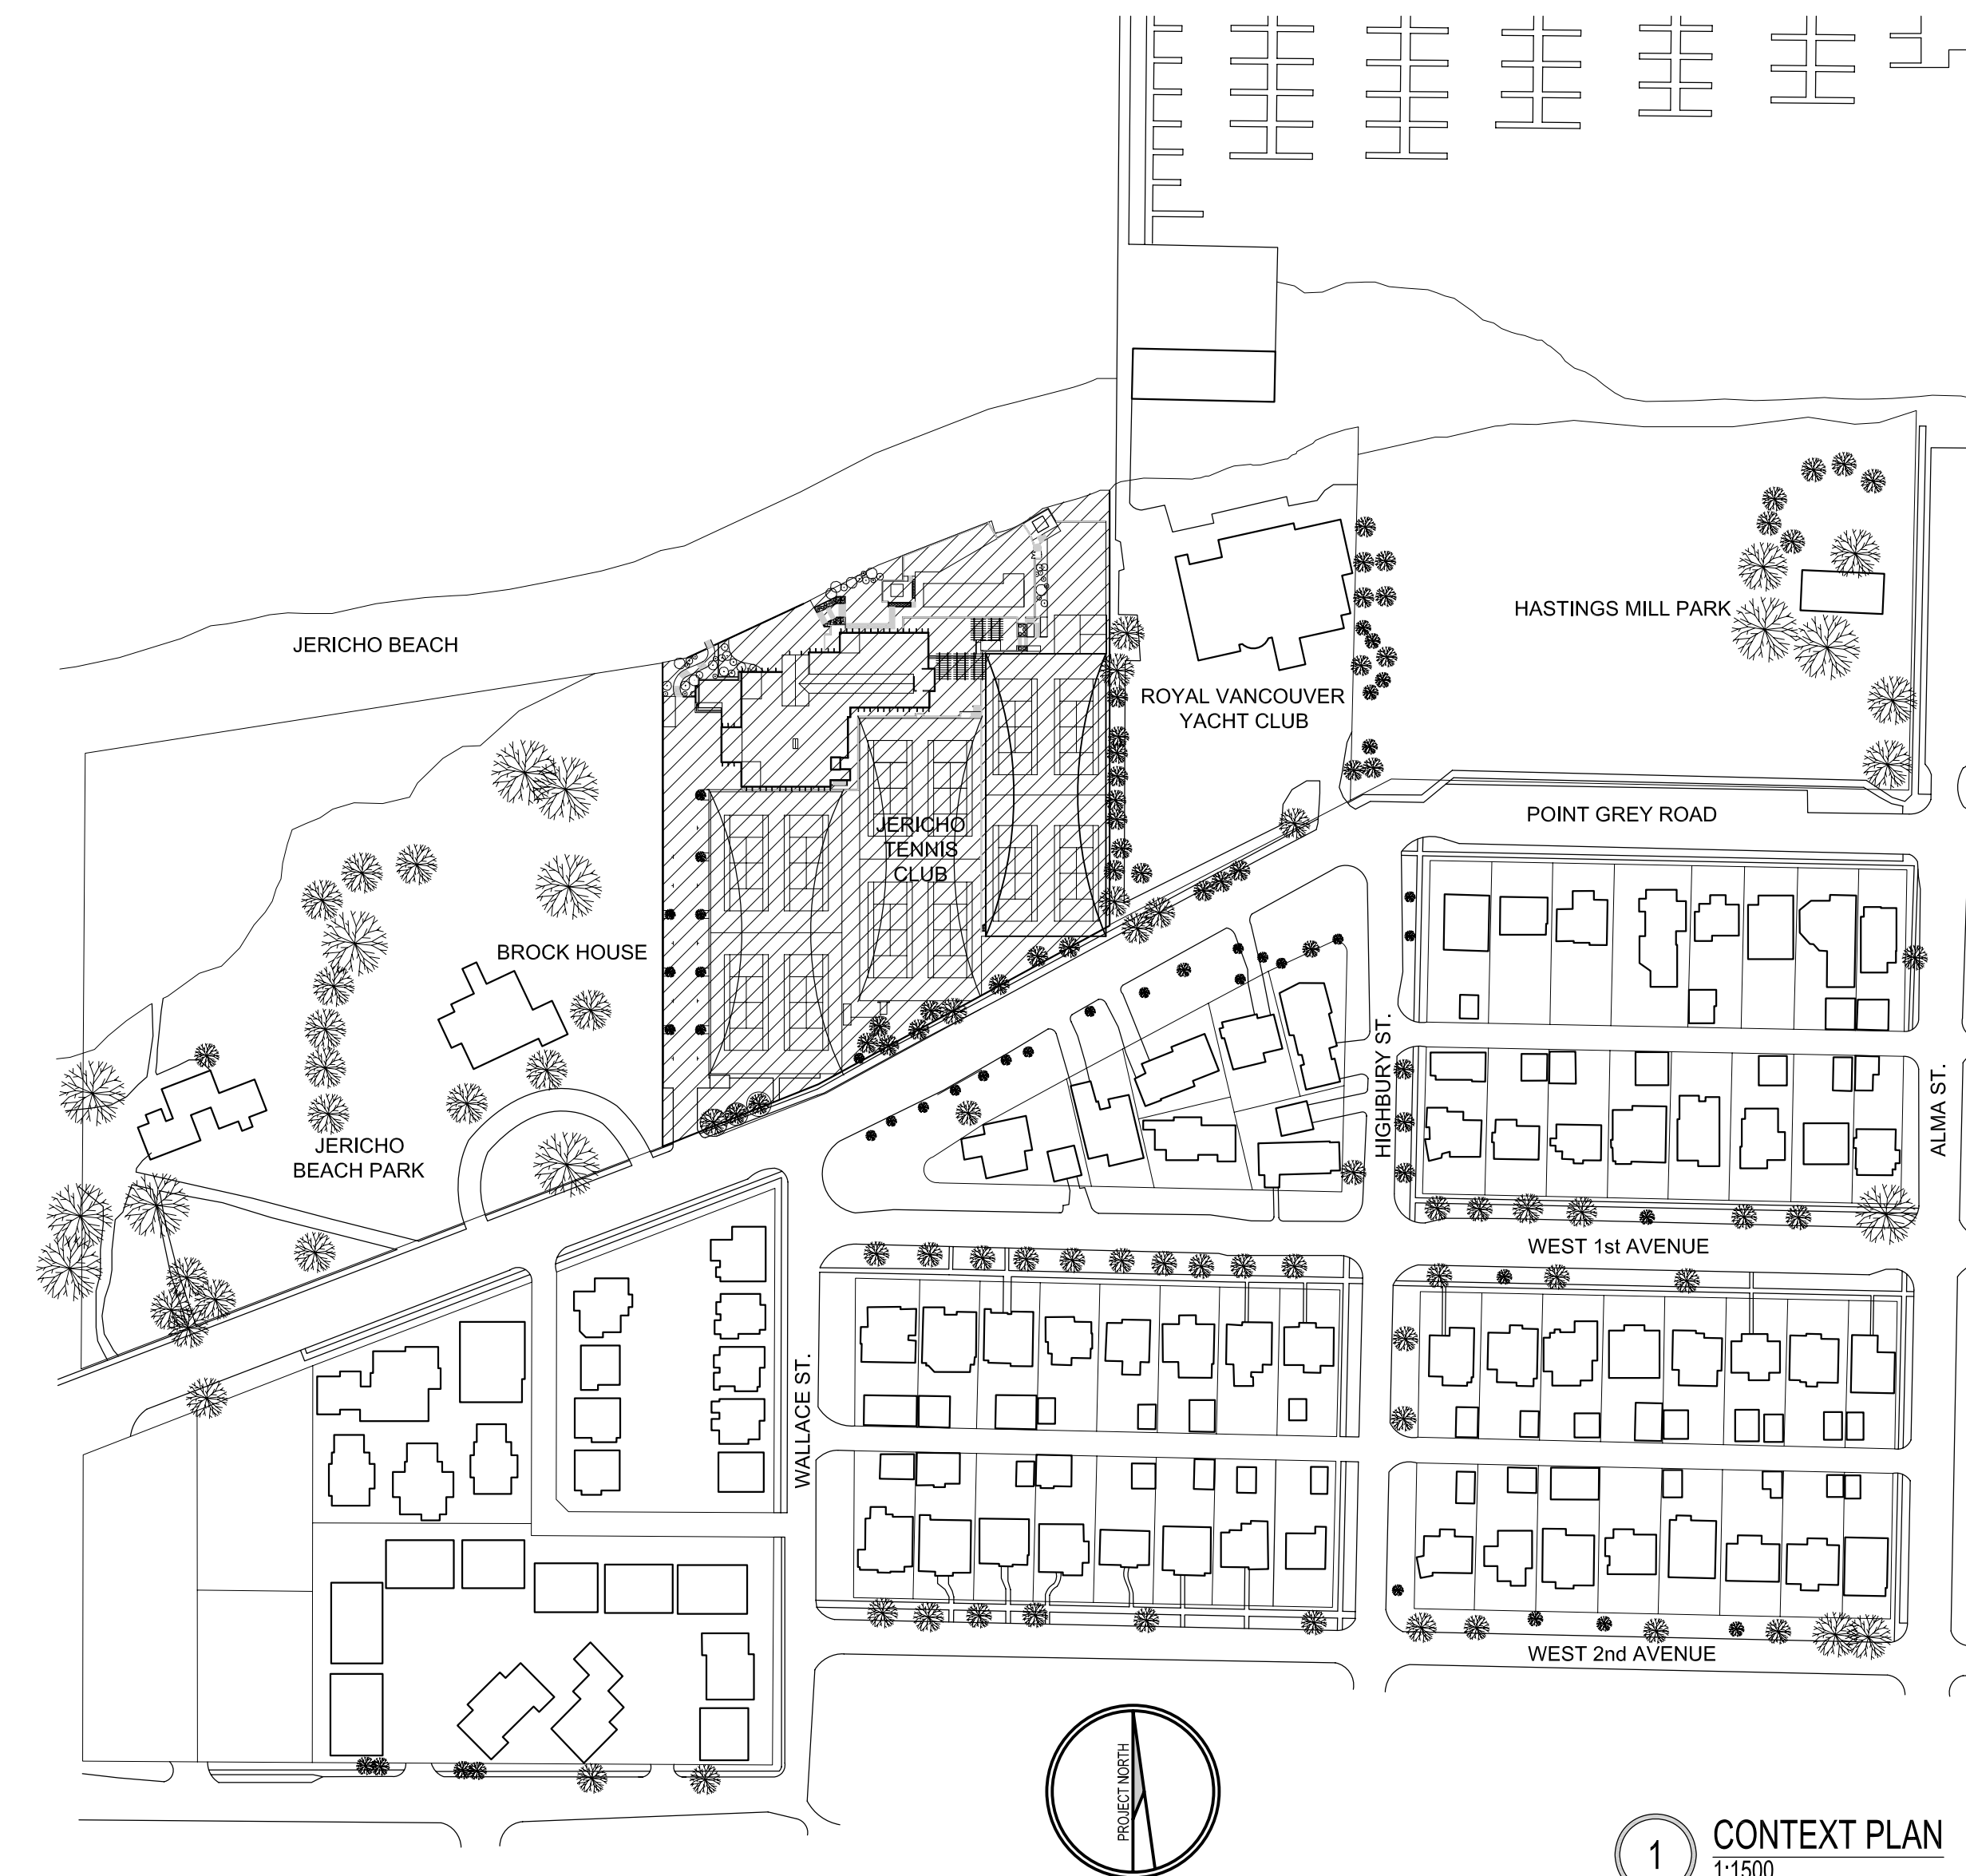 JERICHO BEACH
HASTINGS MILL PARK
ROYAL VANCOUVER
YACHT CLUB
POINT GREY ROAD
JERICHO
TENNIS
CLUB
BROCK HOUSE
HIGHBURY ST.
ALMA ST.
JERICHO
BEACH PARK
WEST 1st AVENUE
WALLACE ST.
WEST 2nd AVENUE
PROJECT NORTH
1
CONTEXT PLAN
1:1500